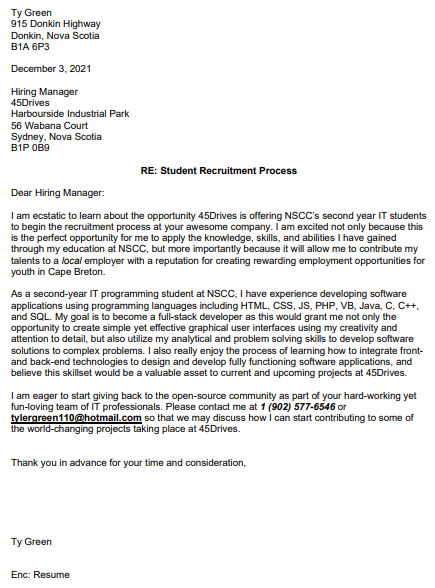 Ty Green
915 Donkin Highway
Donkin, Nova Scotia
B1A 6P3
December 3, 2021
Hiring Manager
45Drives
Harbourside Industrial Park
56 Wabana Court
Sydney, Nova Scotia
B1P 0B9
RE: Student Recruitment Process
Dear Hiring Manager:
I am ecstatic to learn about the opportunity 45Drives is offering NSCC's second year IT students
to begin the recruitment process at your awesome company. I am excited not only because this
is the perfect opportunity for me to apply the knowledge, skills, and abilities I have gained
through my education at NSCC, but more importantly because it will allow me to contribute my
talents to a local employer with a reputation for creating rewarding employment opportunities for
youth in Cape Breton.
As a second-year IT programming student at NSCC, I have experience developing software
applications using programming languages including HTML, CSS, JS, PHP, VB, Java, C, C++,
and SQL. My goal is to become a full-stack developer as this would grant me not only the
opportunity to create simple yet effective graphical user interfaces using my creativity and
attention to detail, but also utilize my analytical and problem solving skills to develop software
solutions to complex problems. I also really enjoy the process of learning how to integrate front-
and back-end technologies to design and develop fully functioning software applications, and
believe this skillset would be a valuable asset to current and upcoming projects at 45Drives.
I am eager to start giving back to the open-source community as part of your hard-working yet
fun-loving team of IT professionals. Please contact me at 1 (902) 577-6546 or
tylergreen110@hotmail.com so that we may discuss how I can start contributing to some of
the world-changing projects taking place at 45Drives.
Thank you in advance for your time and consideration,
Ty Green
Enc: Resume